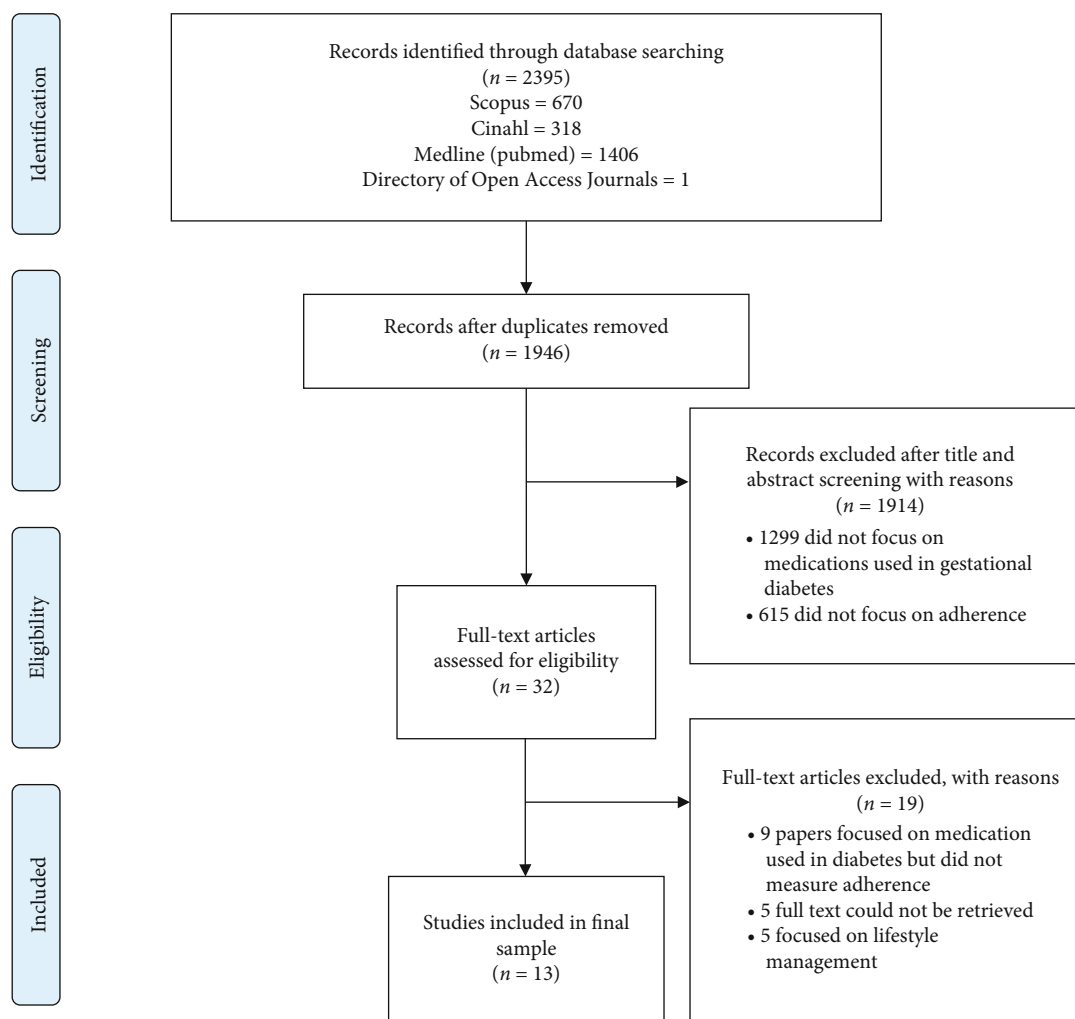 Identification
Records identified through database searching
(n = 2395)
Scopus = 670
Cinahl = 318
Medline (pubmed) = 1406
Directory of Open Access Journals = 1
Screening
Records after duplicates removed
(n = 1946)
Records excluded after title and
abstract screening with reasons
(n = 1914)
• 1299 did not focus on
medications used in gestational
diabetes
• 615 did not focus on adherence
Eligibility
Full-text articles
assessed for eligibility
(n = 32)
Full-text articles excluded, with reasons
(n = 19)
• 9 papers focused on medication
used in diabetes but did not
measure adherence
• 5 full text could not be retrieved
• 5 focused on lifestyle
management
Included
Studies included in final
sample
(n = 13)